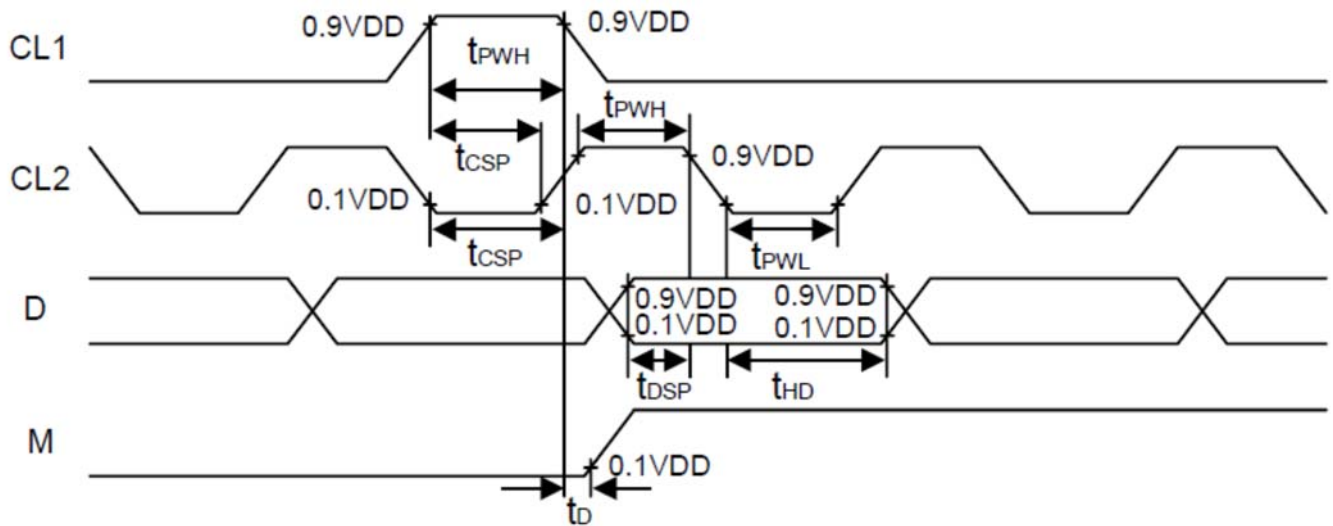 CL1
0.9VDD
0.9VDD
tPWH
tPWH
tCSP
CL2
0.9VDD
0.1VDD
0.1VDD
tCSP
tPWL
D
0.9VDD
0.9VDD
0.1VDD
0.1VDD
tDSP
tHD
M
0.1VDD
tD